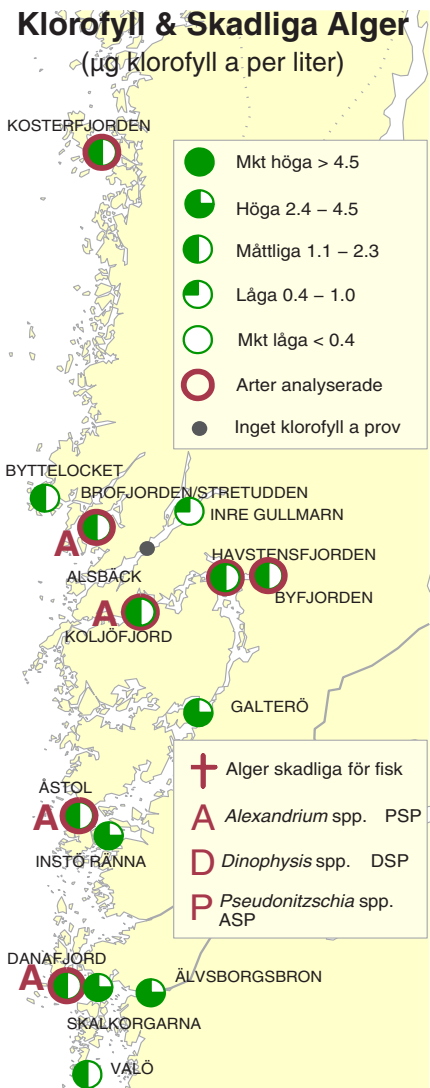 Klorofyll & Skadliga Alger
(µg klorofyll a per liter)
KOSTERFJORDEN
Mkt höga > 4.5
Höga 2.4 – 4.5
Måttliga 1.1 – 2.3
Låga 0.4 – 1.0
Mkt låga < 0.4
Arter analyserade
Inget klorofyll a prov
BYTTELOCKET
BROFJORDEN/STRETUDDEN
INRE GULLMARN
A
HAVSTENSFJORDEN
ALSBÄCK
BYFJORDEN
A
KOLJÖFJORD
GALTERÖ
Alger skadliga för fisk
ÅSTOL
A
A Alexandrium spp. PSP
INSTÖ RÄNNA
D Dinophysis spp. DSP
P Pseudonitzschia spp.
ASP
DANAFJORD
A
ÄLVSBORGSBRON
SKALKORGARNA
VALÖ